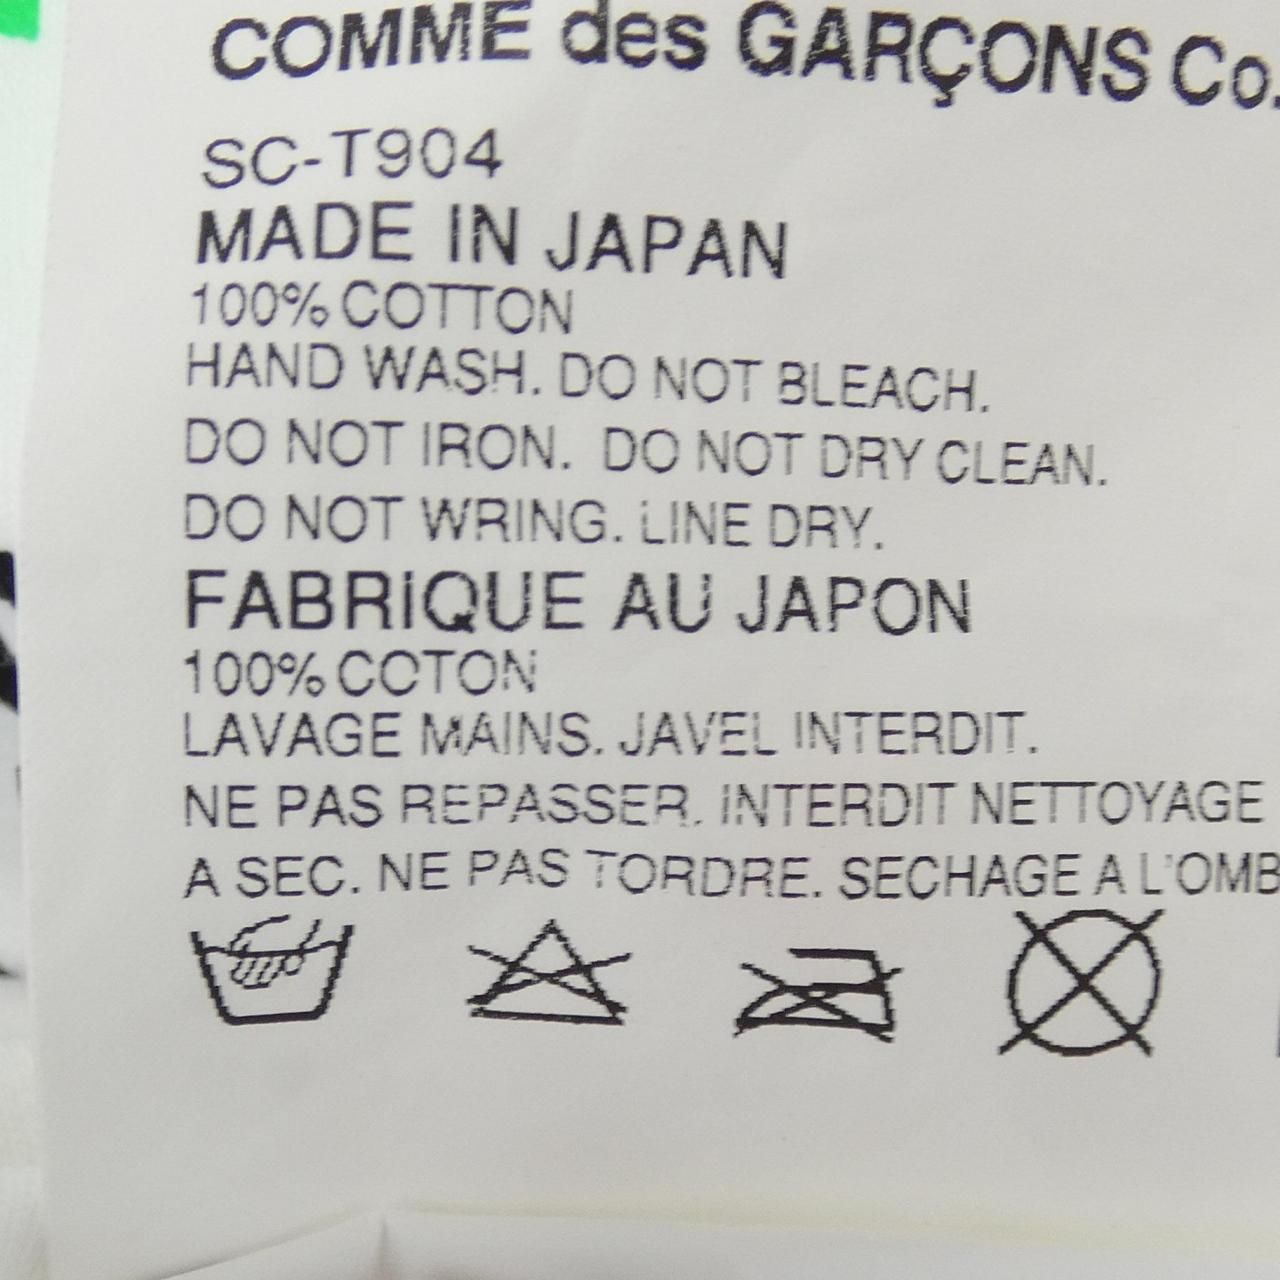 COMME des GARÇONS Co.
SC-T904
MADE IN JAPAN
100% COTTON
HAND WASH. DO NOT BLEACH.
DO NOT IRON. DO NOT DRY CLEAN.
DO NOT WRING. LINE DRY.
FABRIQUE AU JAPON
100% COTON
LAVAGE MAINS. JAVEL INTERDIT.
NE PAS REPASSER. INTERDIT NETTOYAGE
A SEC. NE PAS TORDRE. SECHAGE A L'OMB